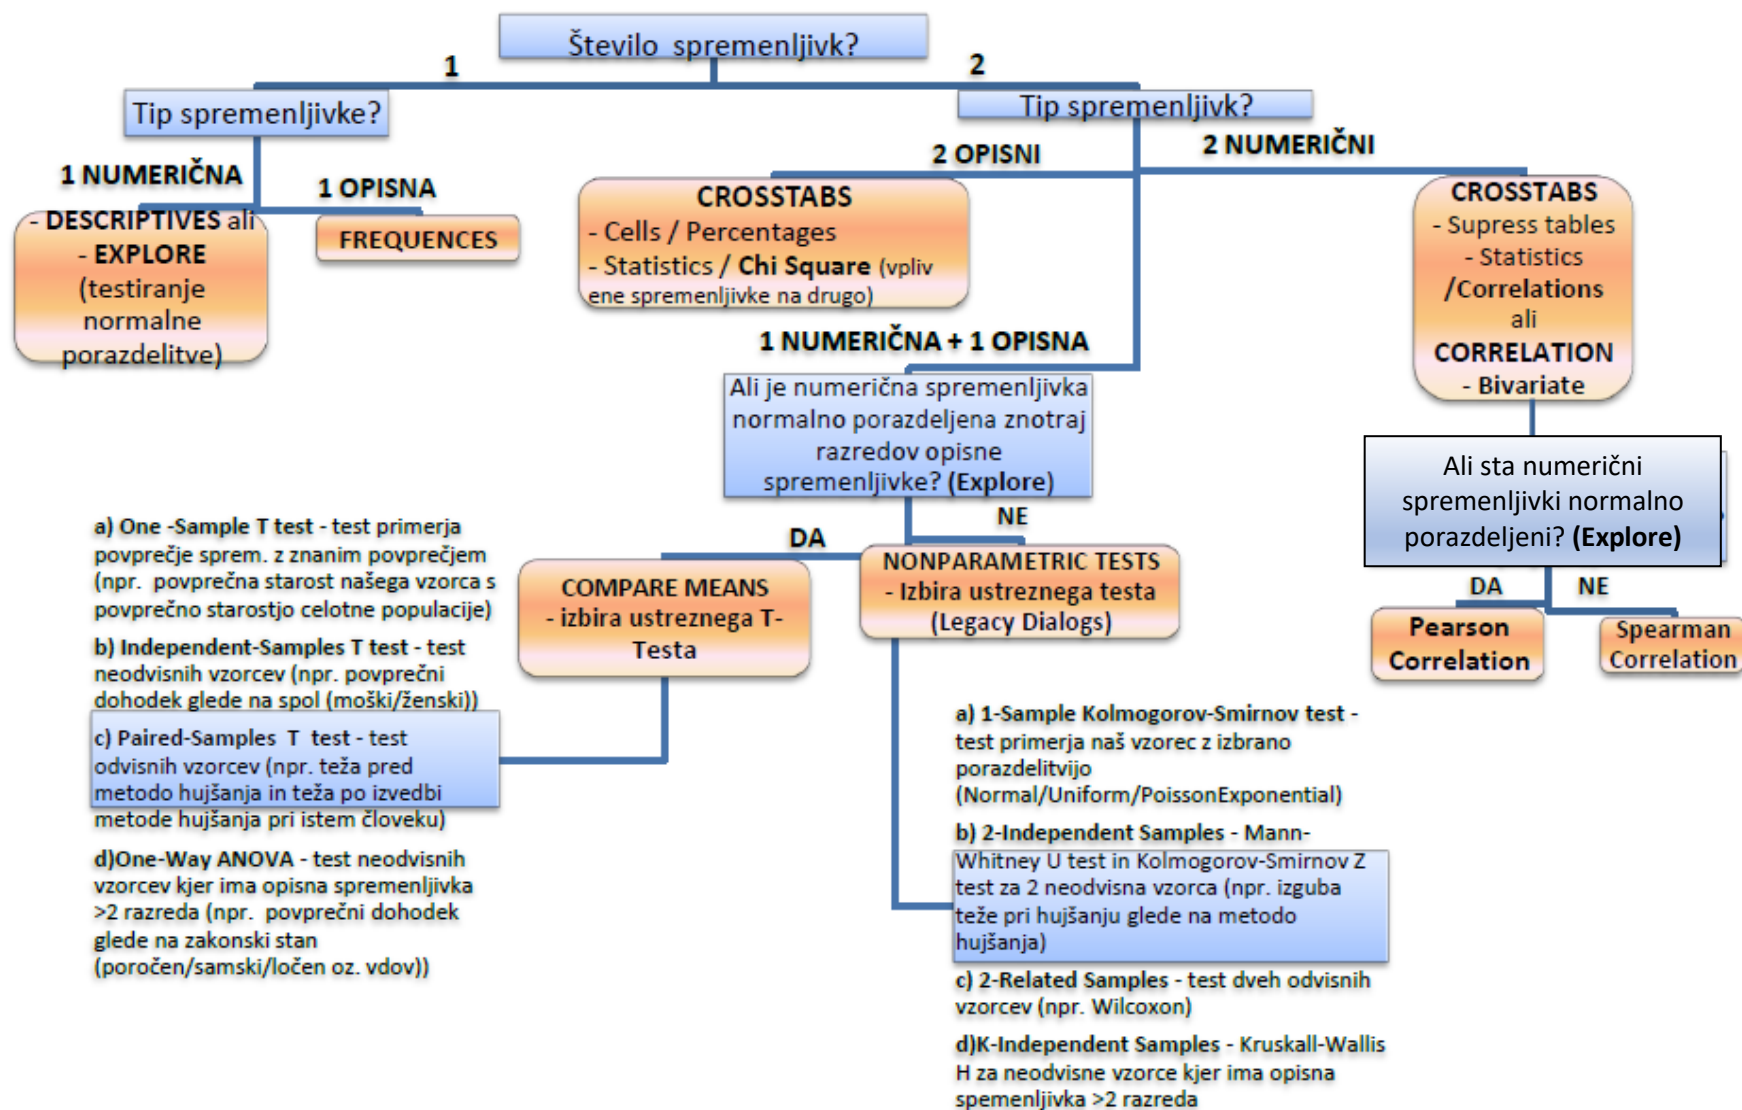 Število spremenljivk?
1
2
Tip spremenljivke?
Tip spremenljivk?
1 NUMERIČNA
1 OPISNA
2 OPISNI
2 NUMERIČNI
- DESCRIPTIVES ali
- EXPLORE
(testiranje
normalne
porazdelitve)
FREQUENCES
CROSSTABS
- Cells / Percentages
- Statistics / Chi Square (vpliv
ene spremenljivke na drugo)
CROSSTABS
- Supress tables
- Statistics
/Correlations
ali
CORRELATION
- Bivariate
1 NUMERIČNA + 1 OPISNA
Ali je numerična spremenljivka
normalno porazdeljena znotraj
razredov opisne
spremenljivke? (Explore)
Ali sta numerični
spremenljivki normalno
porazdeljeni? (Explore)
DA
NE
DA
NE
COMPARE MEANS
- izbira ustreznega T-
Testa
NONPARAMETRIC TESTS
- Izbira ustreznega testa
(Legacy Dialogs)
Pearson
Correlation
Spearman
Correlation
a) One -Sample T test - test primerja
povprečje sprem. z znanim povprečjem
(npr. povprečna starost našega vzorca s
povprečno starostjo celotne populacije)
b) Independent-Samples T test - test
neodvisnih vzorcev (npr. povprečni
dohodek glede na spol (moški/ženski))
c) Paired-Samples T test - test
odvisnih vzorcev (npr. teža pred
metodo hujšanja in teža po izvedbi
metode hujšanja pri istem človeku)
d)One-Way ANOVA - test neodvisnih
vzorcev kjer ima opisna spremenljivka
>2 razreda (npr. povprečni dohodek
glede na zakonski stan
(poročen/samski/ločen oz. vdov))
a) 1-Sample Kolmogorov-Smirnov test -
test primerja naš vzorec z izbrano
porazdelitvijo
(Normal/Uniform/PoissonExponential)
b) 2-Independent Samples - Mann-
Whitney U test in Kolmogorov-Smirnov Z
test za 2 neodvisna vzorca (npr. izguba
teže pri hujšanju glede na metodo
hujšanja)
c) 2-Related Samples - test dveh odvisnih
vzorcev (npr. Wilcoxon)
d)K-Independent Samples - Kruskall-Wallis
H za neodvisne vzorce kjer ima opisna
spemenljivka >2 razreda